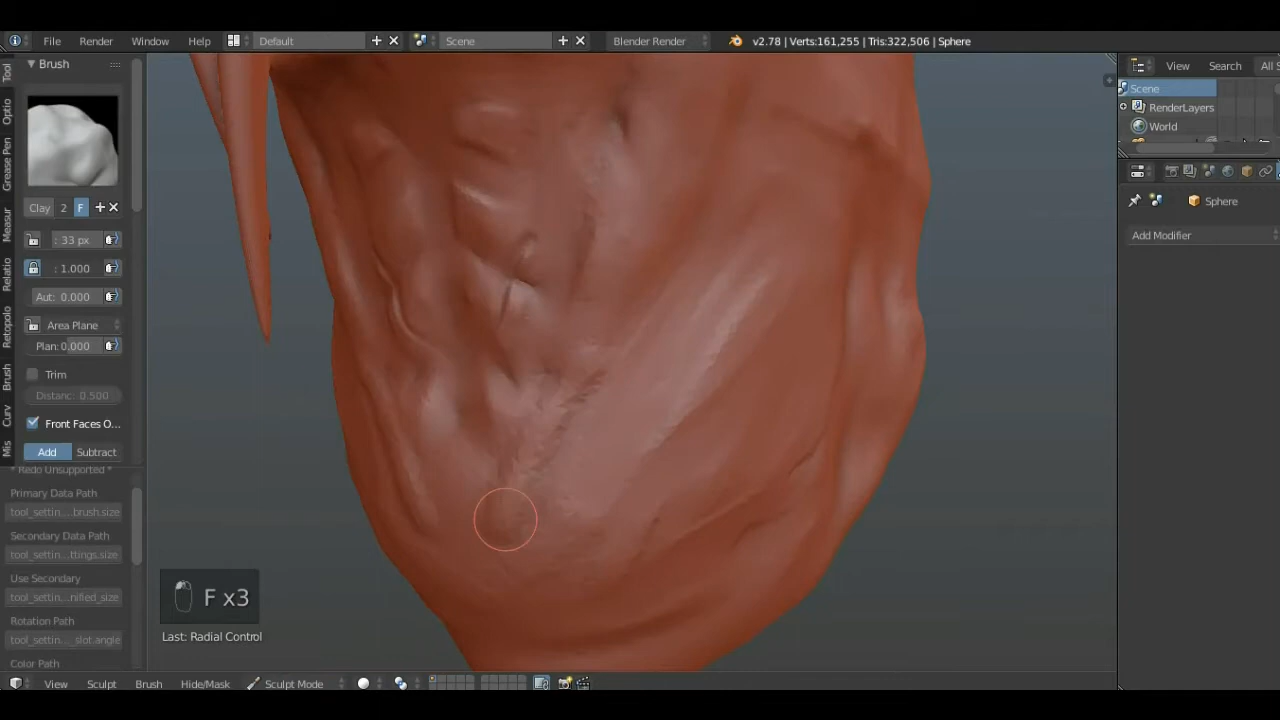 File Render Window Help Default Scene Blender Render v2.78 | Verts:161,255 | Tris:322,506 | Sphere
Brush
View Search All S
Scene
RenderLayers
World
Sphere
Add Modifier
Tool
Optio
Grease Pen
Measur
Relatio
Retopolo
Brush
Curv
Mis
Clay 2 F
: 33 px
: 1.000
Aut: 0.000
Area Plane
Plan: 0.000
Trim
Distanc: 0.500
Front Faces O...
Add Subtract
* Redo Unsupported *
Primary Data Path
tool_settin...brush.size
Secondary Data Path
tool_settin...ttings.size
Use Secondary
tool_settin...nified_size
Rotation Path
tool_settin..._slot.angle
Color Path
F x3
Last: Radial Control
View Sculpt Brush Hide/Mask Sculpt Mode